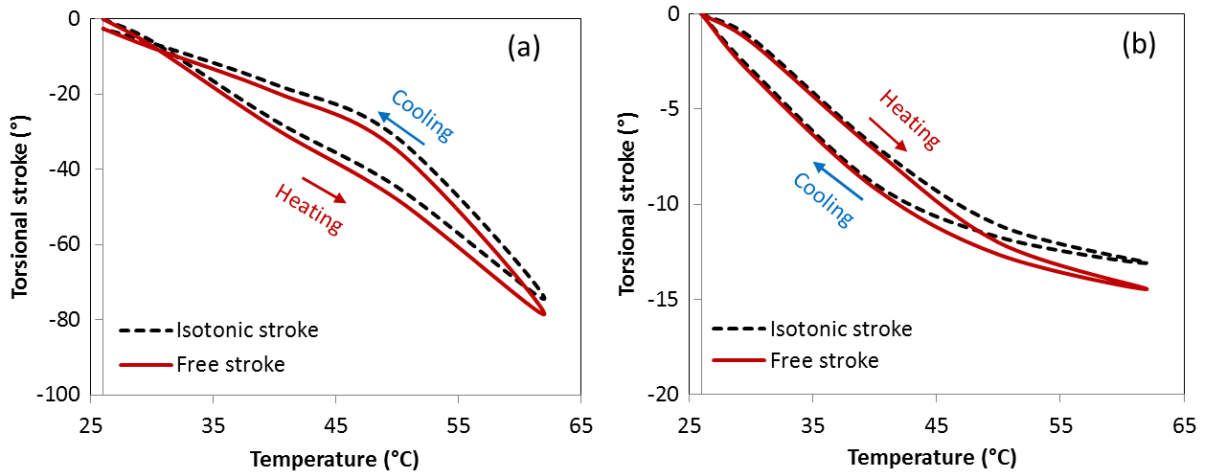 (a)
Torsional stroke (°)
0
-20
-40
-60
-80
-100
Cooling
Heating
Isotonic stroke
Free stroke
25
35
45
55
65
Temperature (°C)
(b)
Torsional stroke (°)
0
-5
-10
-15
-20
Heating
Cooling
Isotonic stroke
Free stroke
25
35
45
55
65
Temperature (°C)